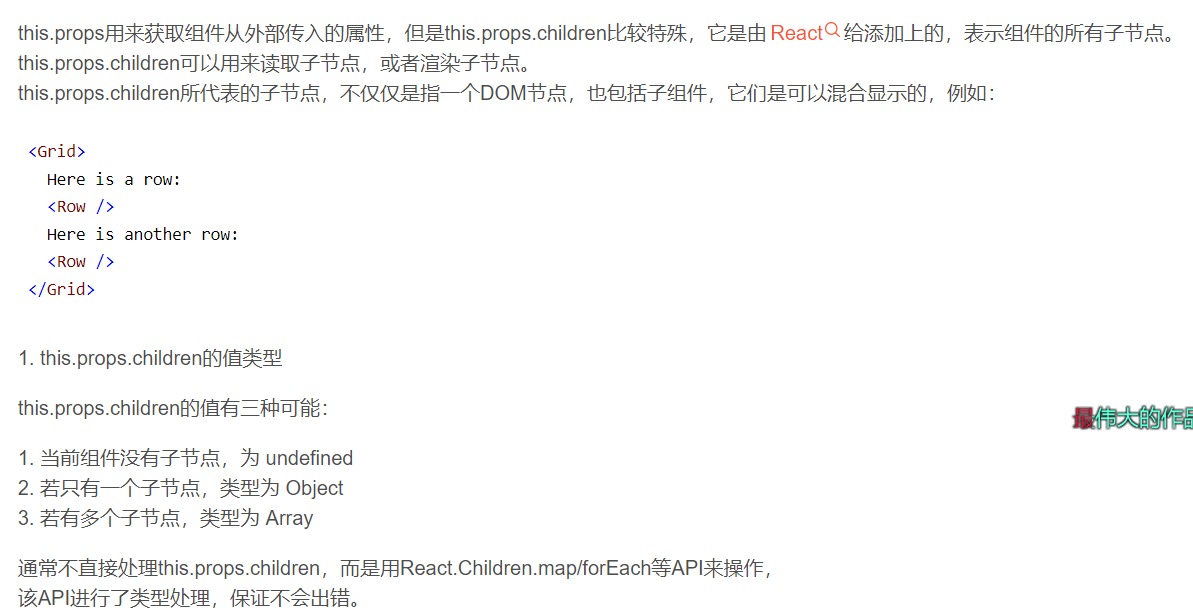 this.props用来获取组件从外部传入的属性，但是this.props.children比较特殊，它是由 React 给添加上的，表示组件的所有子节点。
this.props.children可以用来读取子节点，或者渲染子节点。
this.props.children所代表的子节点，不仅仅是指一个DOM节点，也包括子组件，它们是可以混合显示的，例如：
<Grid>
Here is a row:
<Row />
Here is another row:
<Row />
</Grid>
1. this.props.children的值类型
this.props.children的值有三种可能：
最伟大的作品
1. 当前组件没有子节点，为 undefined
2. 若只有一个子节点，类型为 Object
3. 若有多个子节点，类型为 Array
通常不直接处理this.props.children，而是用React.Children.map/forEach等API来操作，
该API进行了类型处理，保证不会出错。